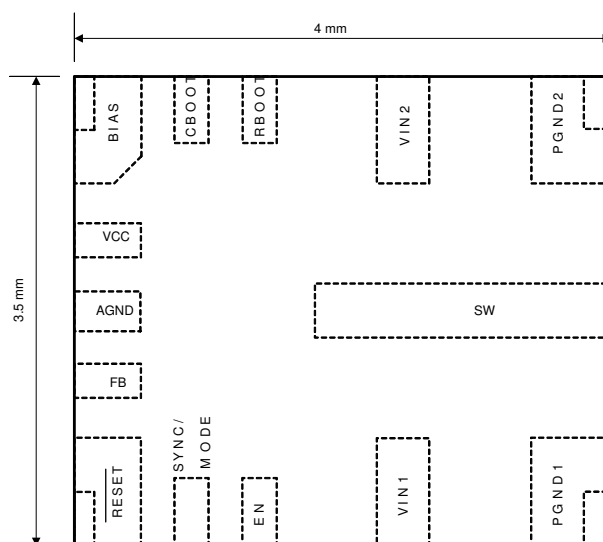 4 mm
3.5 mm
BIAS
CBOOT
RBOOT
VIN2
PGND2
VCC
AGND
SW
FB
RESET
SYNC/
MODE
EN
VIN1
PGND1